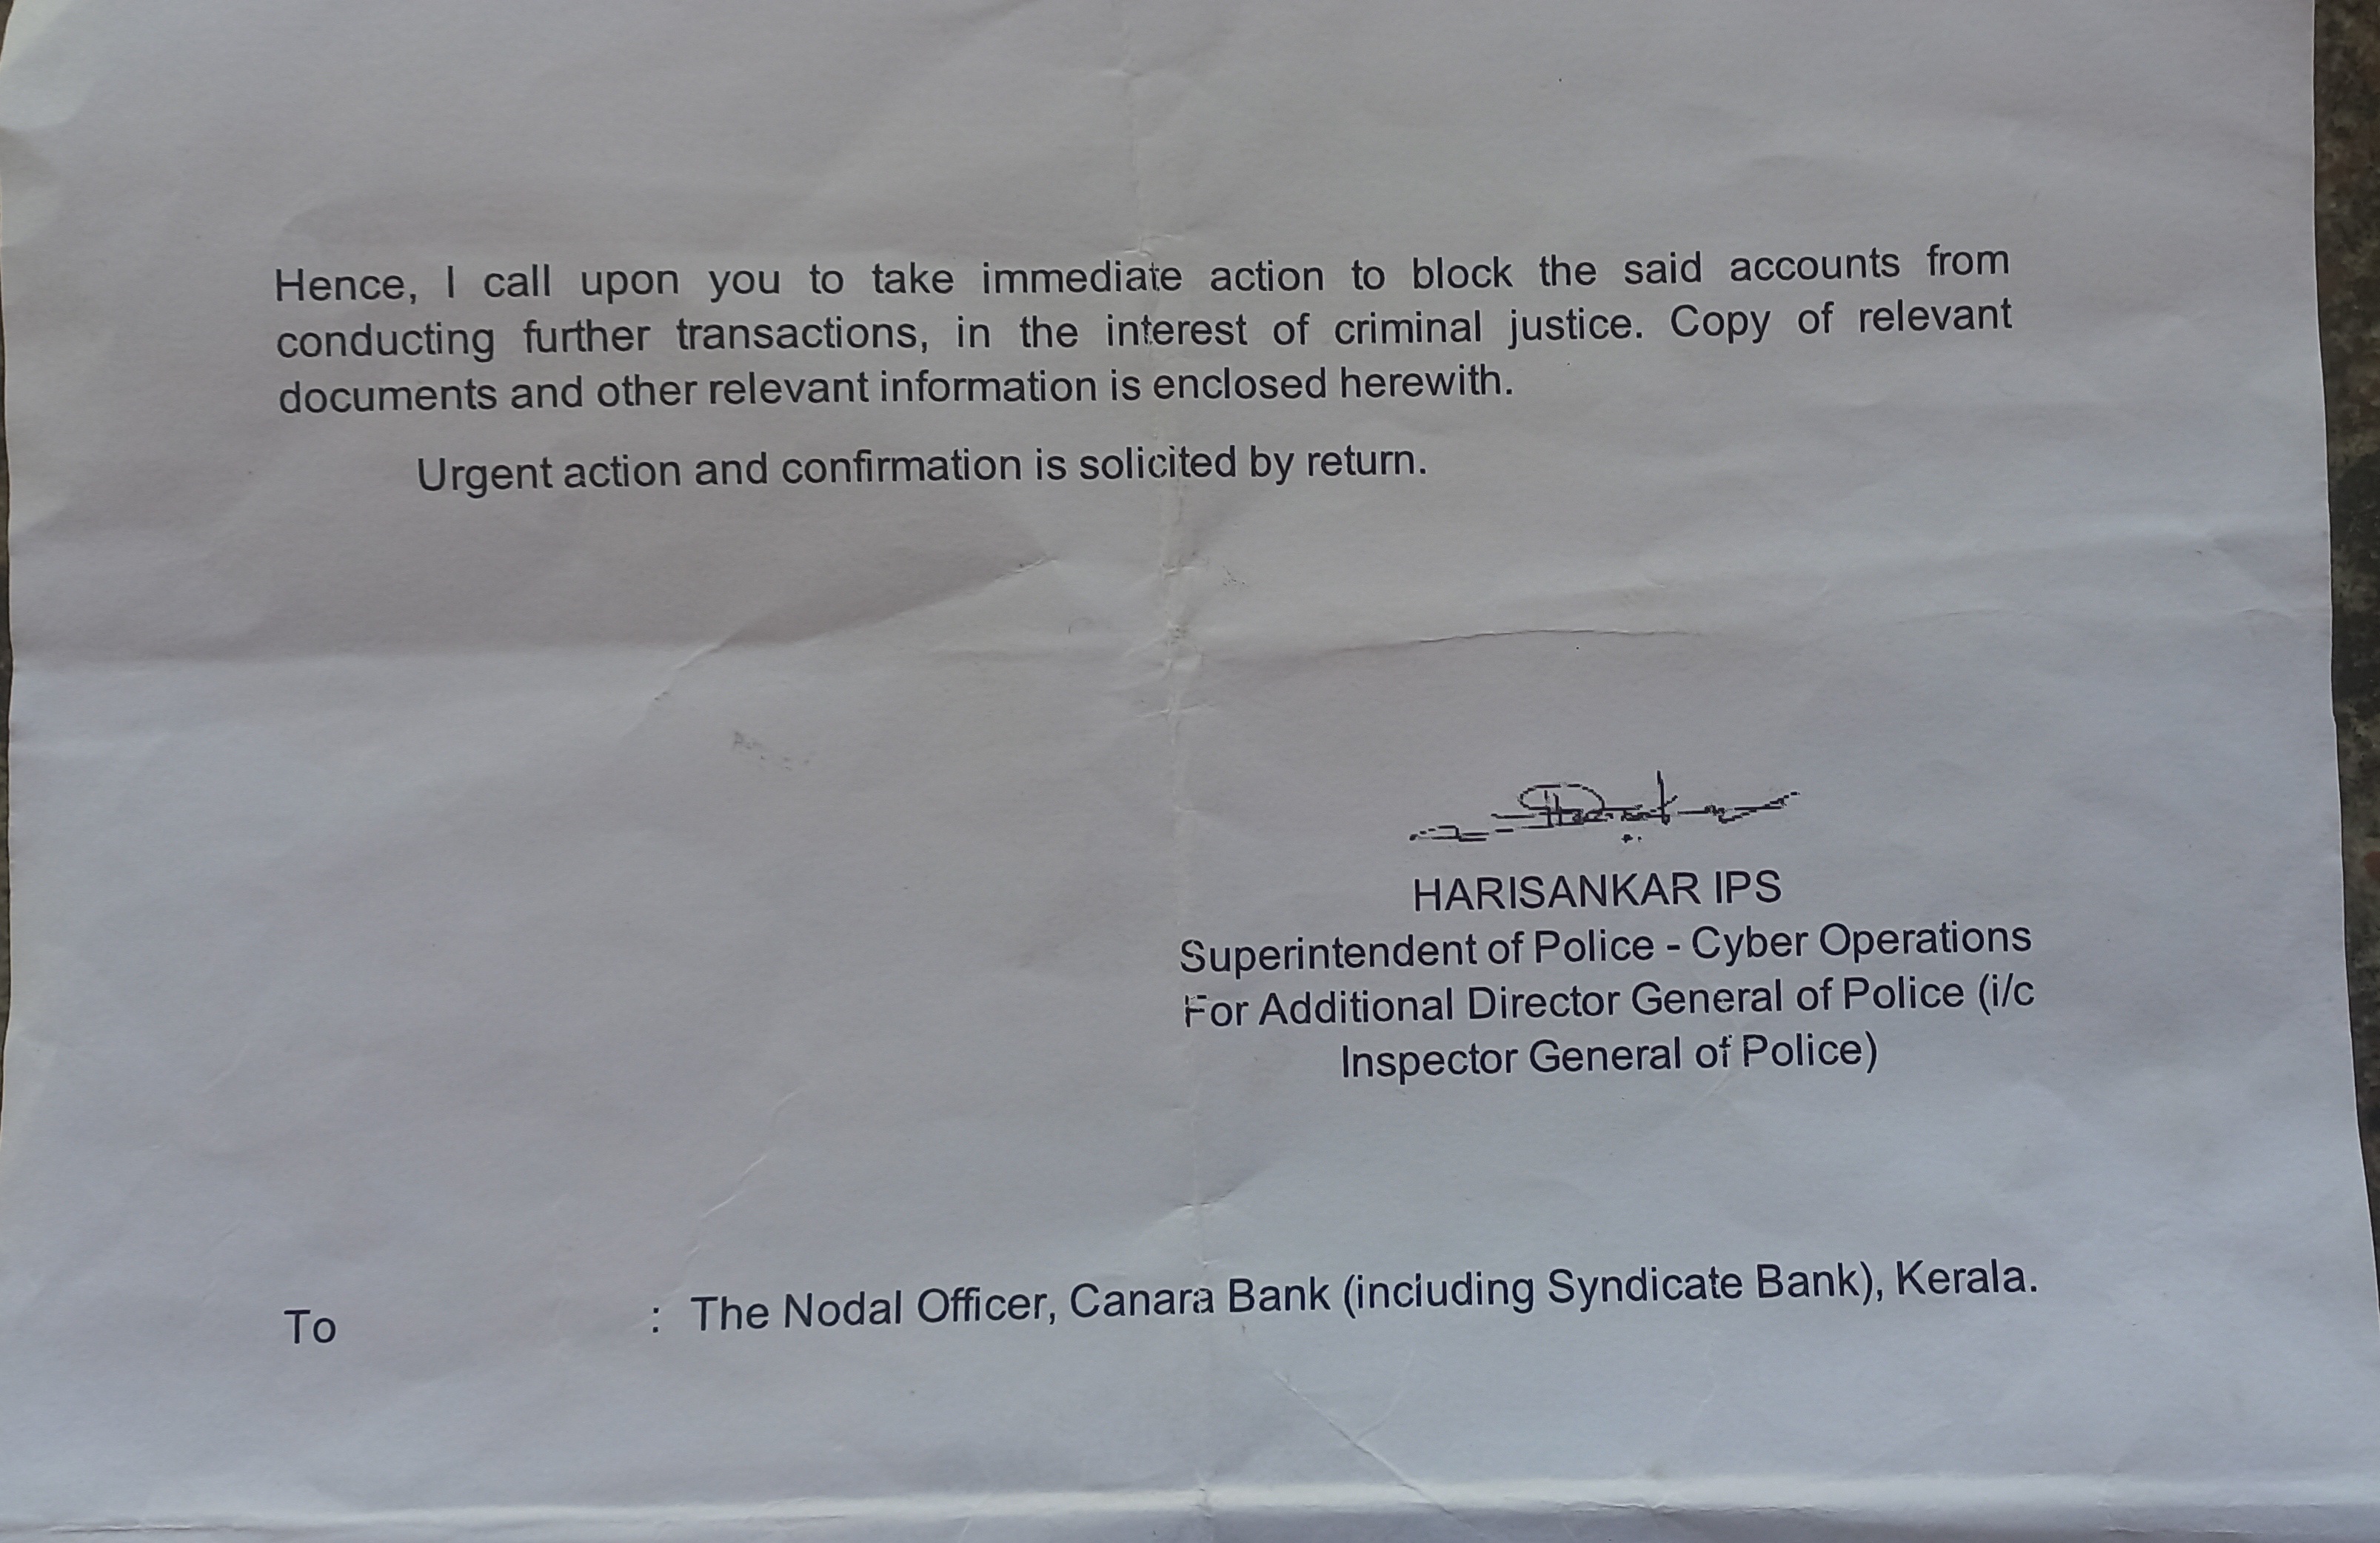 Hence, I call upon you to take immediate action to block the said accounts from
conducting further transactions, in the interest of criminal justice. Copy of relevant
documents and other relevant information is enclosed herewith.
Urgent action and confirmation is solicited by return.
HARISANKAR IPS
Superintendent of Police - Cyber Operations
For Additional Director General of Police (i/c
Inspector General of Police)
To : The Nodal Officer, Canara Bank (including Syndicate Bank), Kerala.